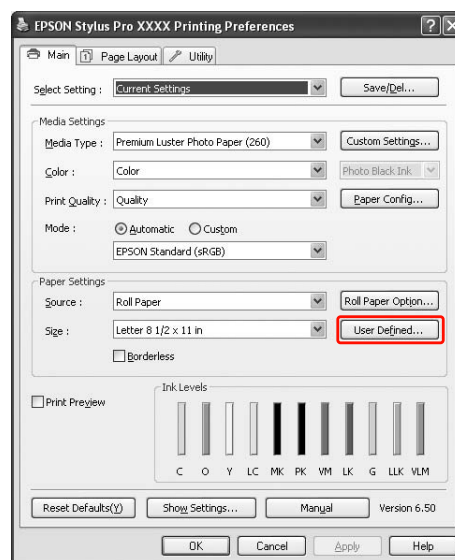 EPSON Stylus Pro XXXX Printing Preferences
Main Page Layout Utility
Select Setting : Current Settings Save/Del...
Media Settings
Media Type : Premium Luster Photo Paper (260) Custom Settings...
Color : Color Photo Black Ink
Print Quality : Quality Paper Config...
Mode : Automatic Custom
EPSON Standard (sRGB)
Paper Settings
Source : Roll Paper Roll Paper Option...
Size : Letter 8 1/2 x 11 in User Defined...
Borderless
Print Preview
Ink Levels
C O Y LC MK PK VM LK G LLK VLM
Reset Defaults(Y) Show Settings... Manual Version 6.50
OK Cancel Apply Help